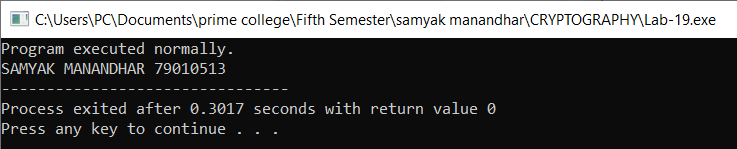 C:\Users\PC\Documents\prime college\Fifth Semester\samyak manandhar\CRYPTOGRAPHY\Lab-19.exe
Program executed normally.
SAMYAK MANANDHAR 79010513
--------------------------------
Process exited after 0.3017 seconds with return value 0
Press any key to continue . . .